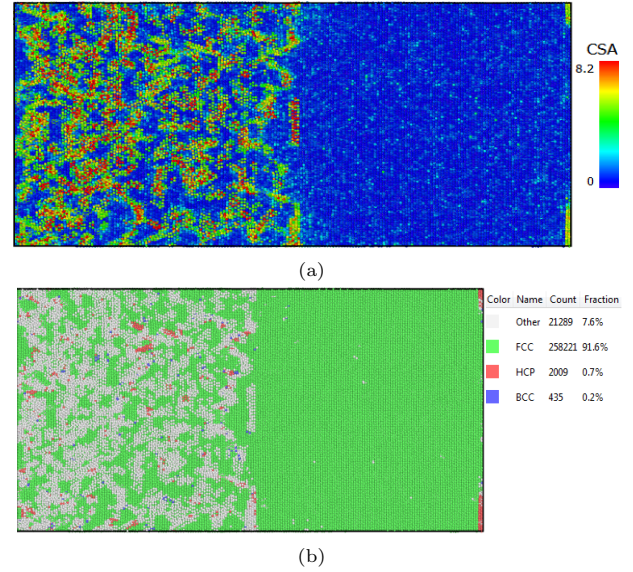 CSA
8.2
0
(a)
Color Name Count Fraction
Other 21289 7.6%
FCC 258221 91.6%
HCP 2009 0.7%
BCC 435 0.2%
(b)